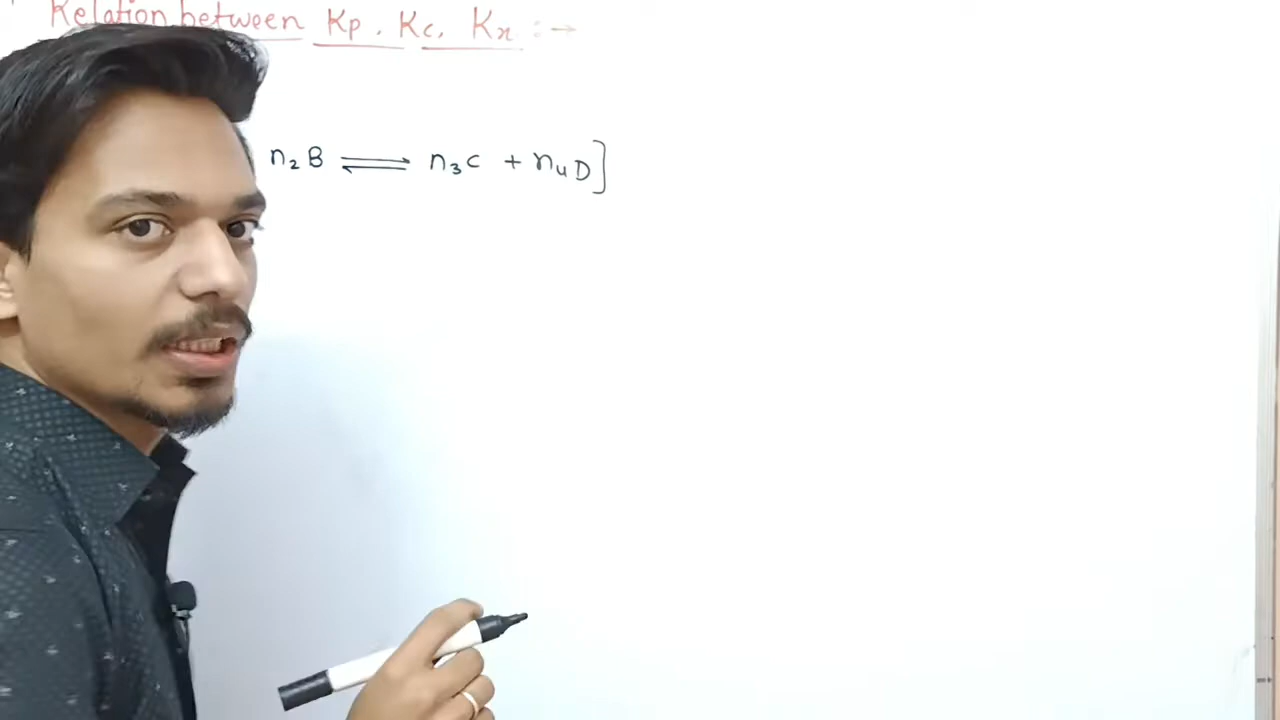 Relation between Kp, Kc, Kx :→
n₂B ⇌ n₃C + n₄D]